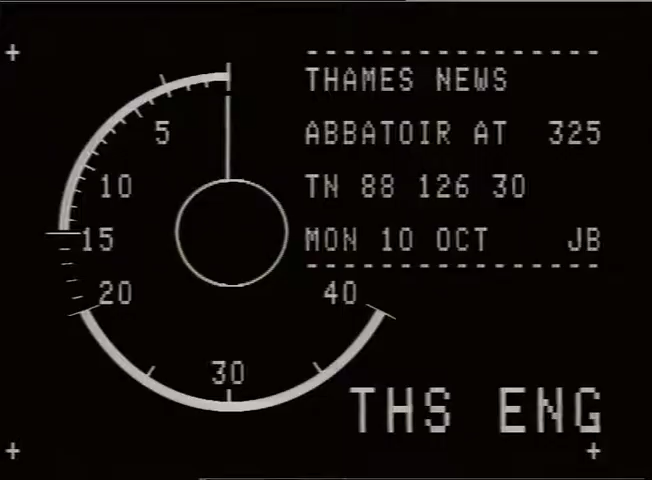 THAMES NEWS
ABBATOIR AT 325
TN 88 126 30
MON 10 OCT JB
5
10
15
20
30
40
THS ENG